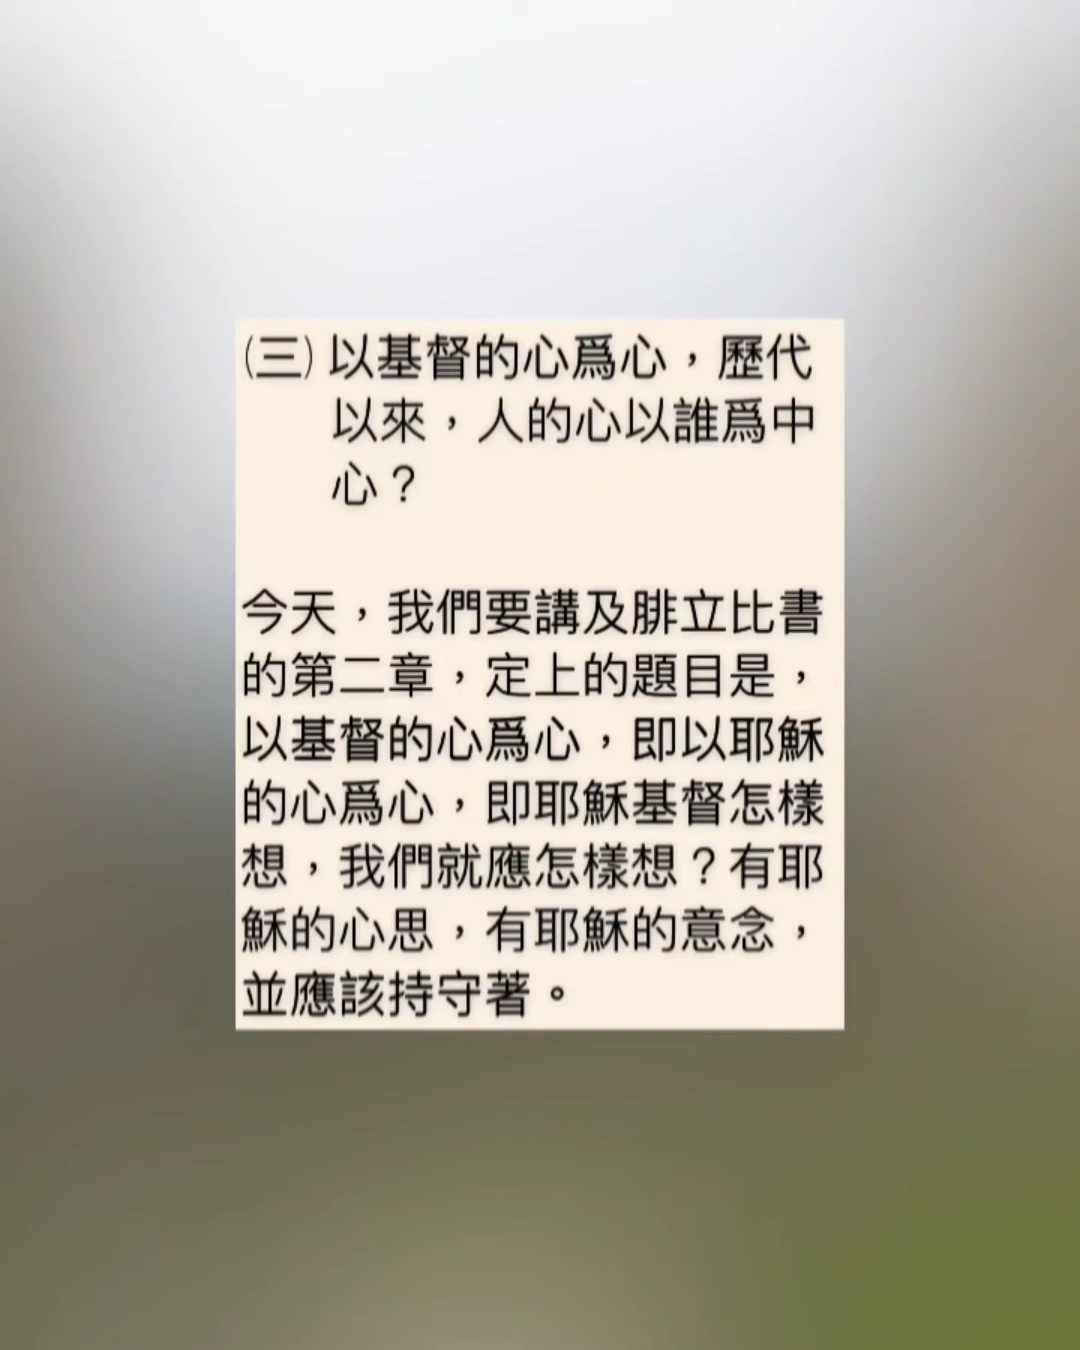 (三) 以基督的心爲心，歷代
以來，人的心以誰爲中
心？
今天，我們要講及腓立比書
的第二章，定上的題目是，
以基督的心爲心，即以耶穌
的心爲心，即耶穌基督怎樣
想，我們就應怎樣想？有耶
穌的心思，有耶穌的意念，
並應該持守著。